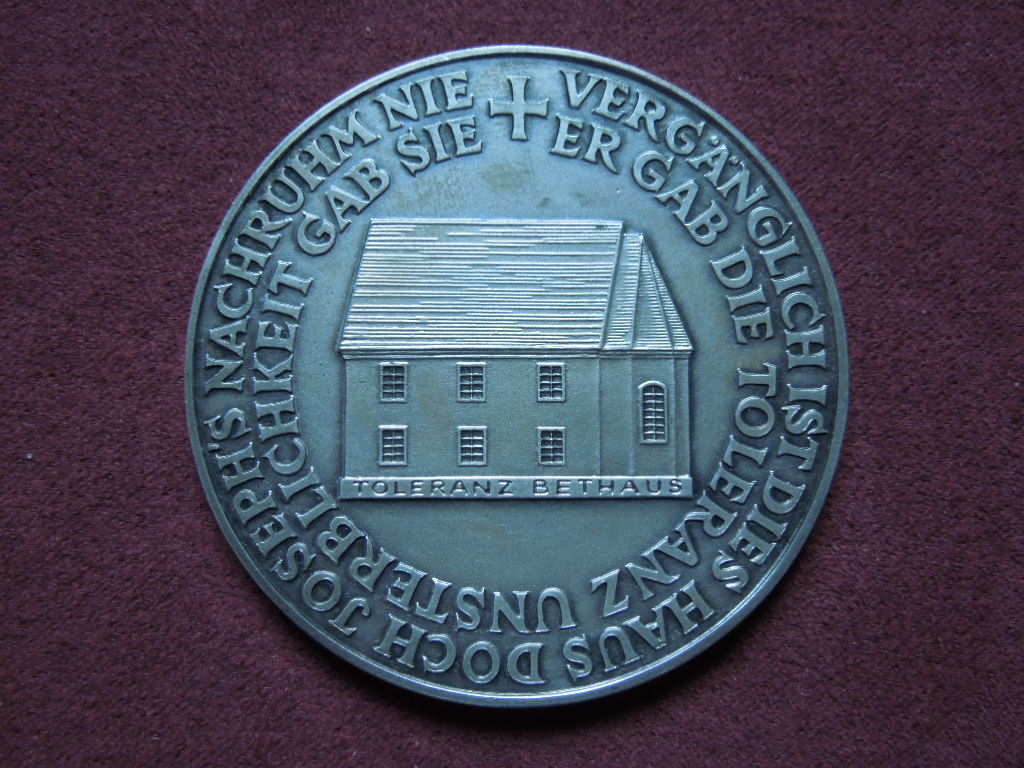 VERGÄNGLICH IST DIES HAUS DOCH JOSEPH'S NACHRUHM NIE
ER GAB DIE TOLERANZ UNSTERBLICHKEIT GAB SIE
TOLERANZ BETHAUS